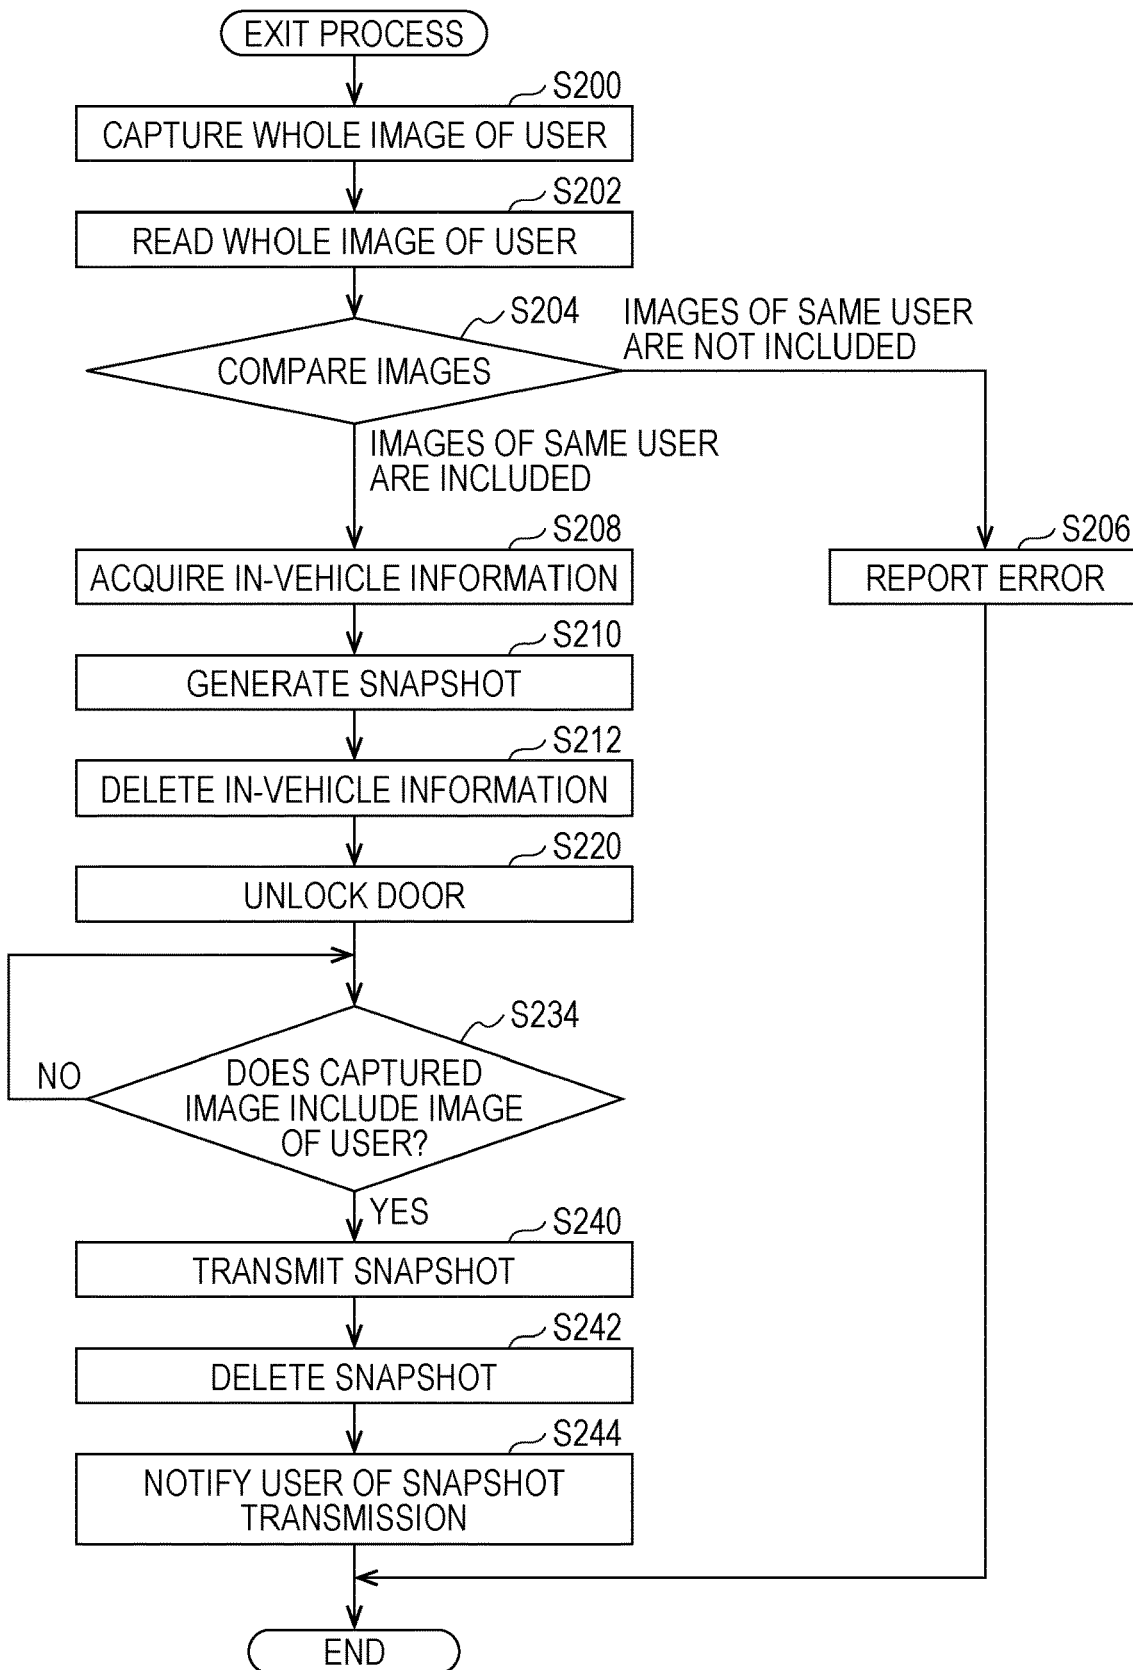 EXIT PROCESS
S200
CAPTURE WHOLE IMAGE OF USER
S202
READ WHOLE IMAGE OF USER
S204
IMAGES OF SAME USER
ARE NOT INCLUDED
COMPARE IMAGES
IMAGES OF SAME USER
ARE INCLUDED
S208
ACQUIRE IN-VEHICLE INFORMATION
S206
REPORT ERROR
S210
GENERATE SNAPSHOT
S212
DELETE IN-VEHICLE INFORMATION
S220
UNLOCK DOOR
S234
NO
DOES CAPTURED
IMAGE INCLUDE IMAGE
OF USER?
YES
S240
TRANSMIT SNAPSHOT
S242
DELETE SNAPSHOT
S244
NOTIFY USER OF SNAPSHOT
TRANSMISSION
END